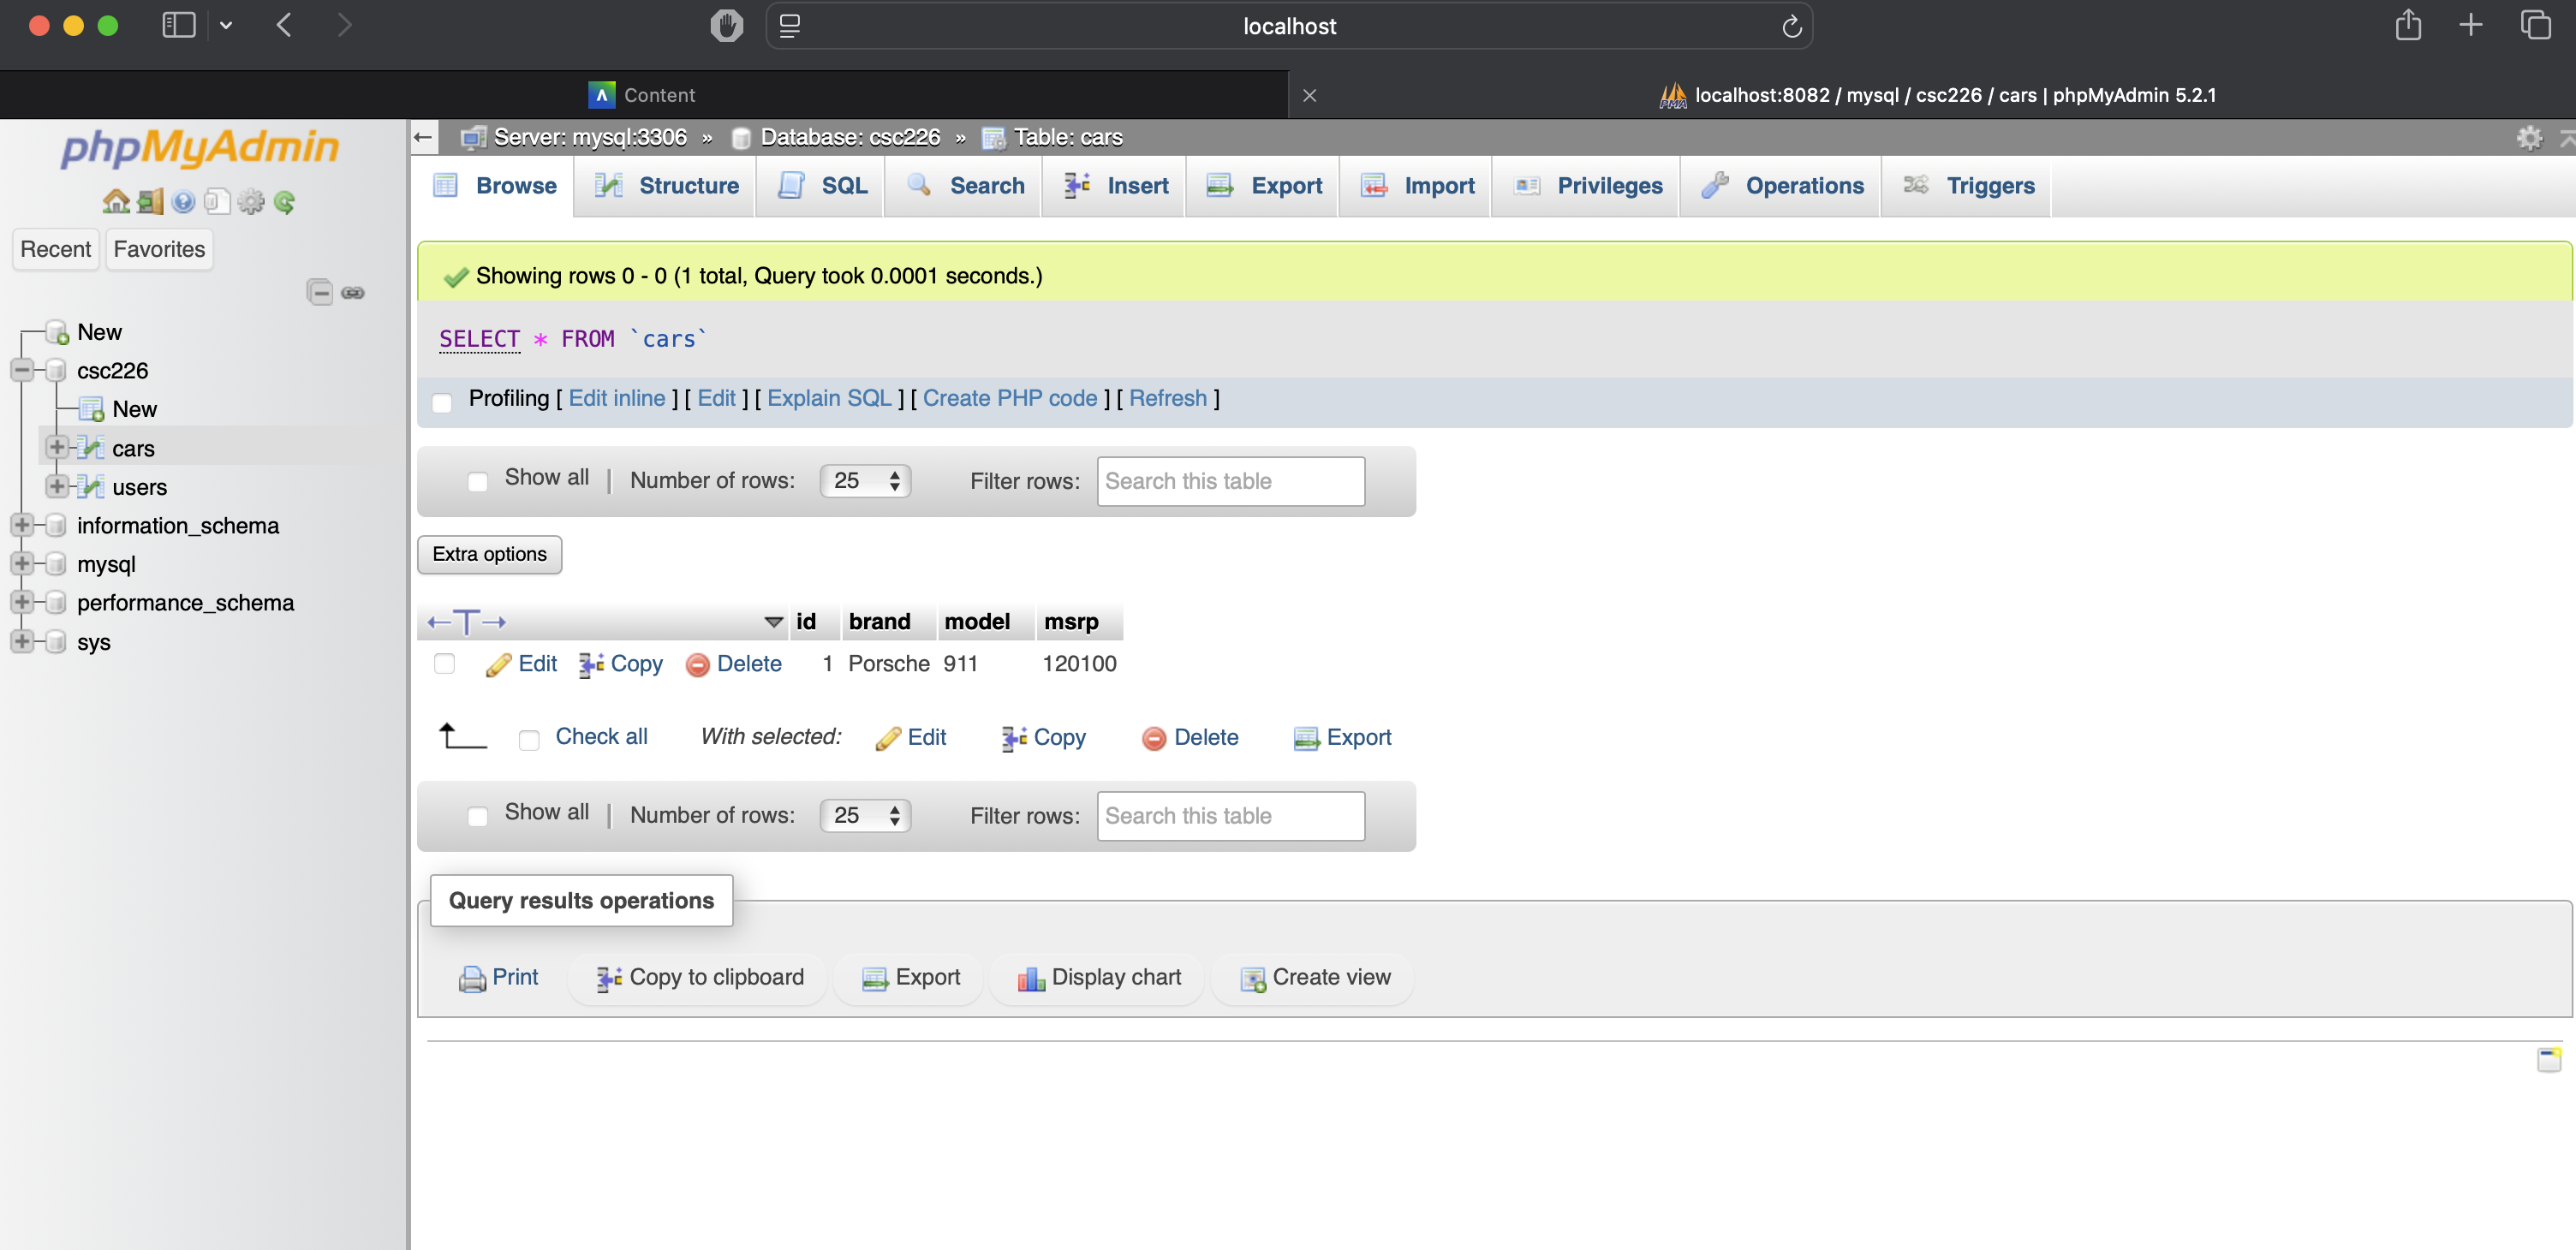 localhost
Content
localhost:8082 / mysql / csc226 / cars | phpMyAdmin 5.2.1
phpMyAdmin
Recent Favorites
New
csc226
New
cars
users
information_schema
mysql
performance_schema
sys
Server: mysql:3306 » Database: csc226 » Table: cars
Browse Structure SQL Search Insert Export Import Privileges Operations Triggers
Showing rows 0 - 0 (1 total, Query took 0.0001 seconds.)
SELECT * FROM `cars`
Profiling [ Edit inline ] [ Edit ] [ Explain SQL ] [ Create PHP code ] [ Refresh ]
Show all | Number of rows: 25 Filter rows: Search this table
Extra options
←T→ id brand model msrp
Edit Copy Delete 1 Porsche 911 120100
Check all With selected: Edit Copy Delete Export
Show all | Number of rows: 25 Filter rows: Search this table
Query results operations
Print Copy to clipboard Export Display chart Create view